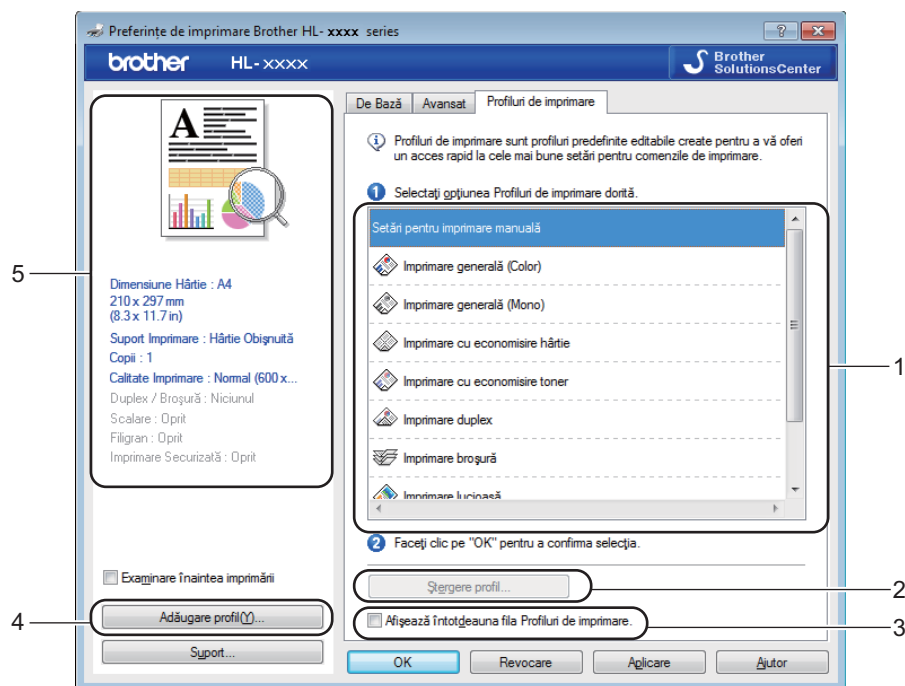 Preferințe de imprimare Brother HL- xxxx series
brother HL-xxxx
Brother
SolutionsCenter
De Bază Avansat Profiluri de imprimare
Profiluri de imprimare sunt profiluri predefinite editabile create pentru a vă oferi
un acces rapid la cele mai bune setări pentru comenzile de imprimare.
1 Selectați opțiunea Profiluri de imprimare dorită.
Setări pentru imprimare manuală
Imprimare generală (Color)
Imprimare generală (Mono)
Imprimare cu economisire hârtie
Imprimare cu economisire toner
Imprimare duplex
Imprimare broșură
Imprimare lucioasă
2 Faceți clic pe "OK" pentru a confirma selecția.
Ștergere profil...
Afișează întotdeauna fila Profiluri de imprimare.
OK Revocare Aplicare Ajutor
A
Dimensiune Hârtie : A4
210 x 297 mm
(8.3 x 11.7 in)
Suport Imprimare : Hârtie Obișnuită
Copii : 1
Calitate Imprimare : Normal (600 x...
Duplex / Broșură : Niciunul
Scalare : Oprit
Filigran : Oprit
Imprimare Securizată : Oprit
Examinare înaintea imprimării
Adăugare profil(Y)...
Suport...
1
2
3
4
5